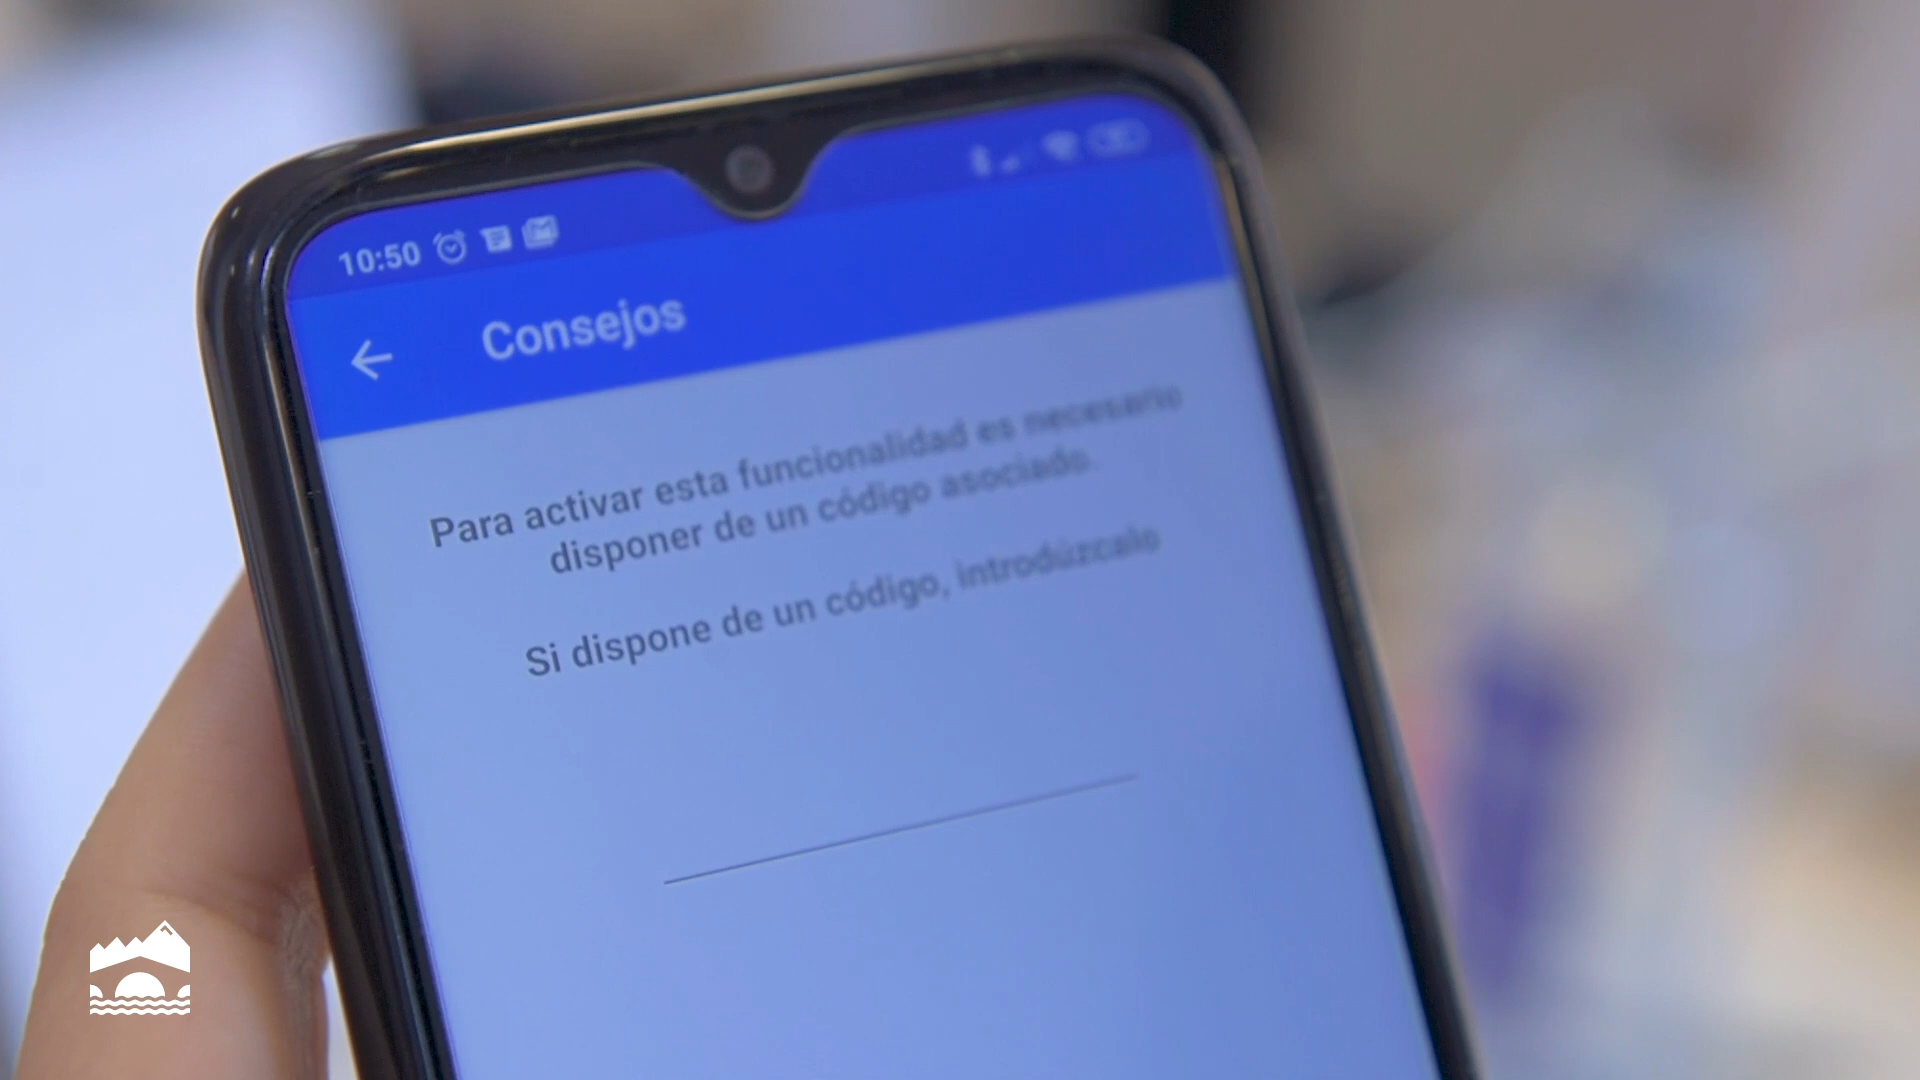 10:50
Consejos
Para activar esta funcionalidad es necesario
disponer de un código asociado.
Si dispone de un código, introdúzcalo